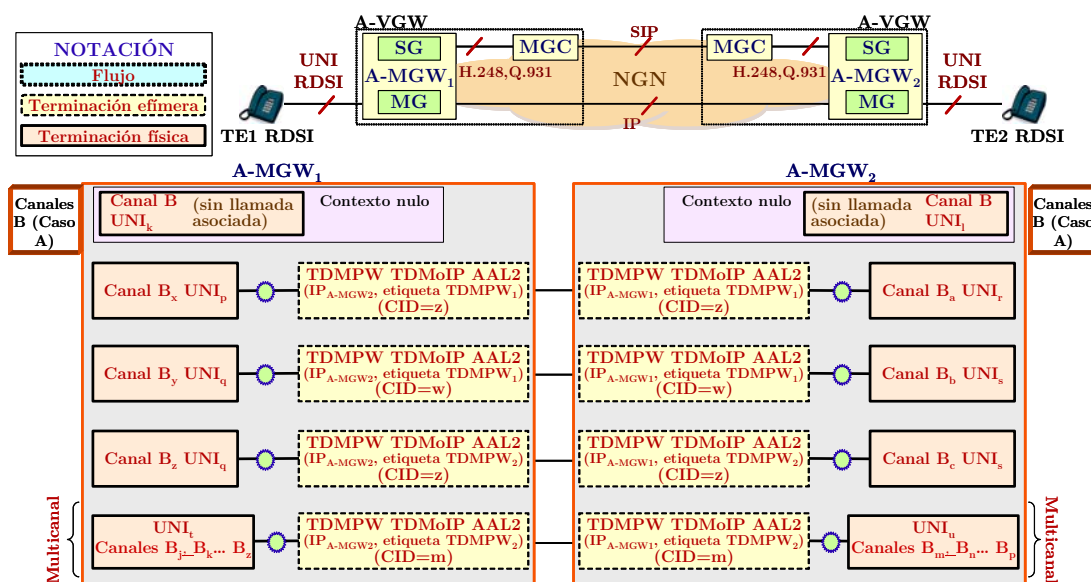 NOTACIÓN
Flujo
Terminación efímera
Terminación física
A-VGW
SG
MGC
A-MGW1
H.248,Q.931
MG
UNI
RDSI
TE1 RDSI
SIP
NGN
IP
A-VGW
MGC
SG
H.248,Q.931
A-MGW2
MG
UNI
RDSI
TE2 RDSI
A-MGW1
Canales
B (Caso
A)
Canal B
UNIk
(sin llamada
asociada)
Contexto nulo
Canal Bx UNIp
TDMPW TDMoIP AAL2
(IPA-MGW2, etiqueta TDMPW1)
(CID=z)
Canal By UNIq
TDMPW TDMoIP AAL2
(IPA-MGW2, etiqueta TDMPW1)
(CID=w)
Canal Bz UNIq
TDMPW TDMoIP AAL2
(IPA-MGW2, etiqueta TDMPW2)
(CID=z)
Multicanal
UNIt
Canales Bj, Bk... Bz
TDMPW TDMoIP AAL2
(IPA-MGW2, etiqueta TDMPW2)
(CID=m)
A-MGW2
Canales
B (Caso
A)
Contexto nulo
(sin llamada
asociada)
Canal B
UNIl
TDMPW TDMoIP AAL2
(IPA-MGW2, etiqueta TDMPW1)
(CID=z)
Canal Ba UNIr
TDMPW TDMoIP AAL2
(IPA-MGW1, etiqueta TDMPW1)
(CID=w)
Canal Bb UNIs
TDMPW TDMoIP AAL2
(IPA-MGW1, etiqueta TDMPW2)
(CID=z)
Canal Bc UNIs
TDMPW TDMoIP AAL2
(IPA-MGW1, etiqueta TDMPW2)
(CID=m)
UNIu
Canales Bm, Bn... Bp
Multicanal